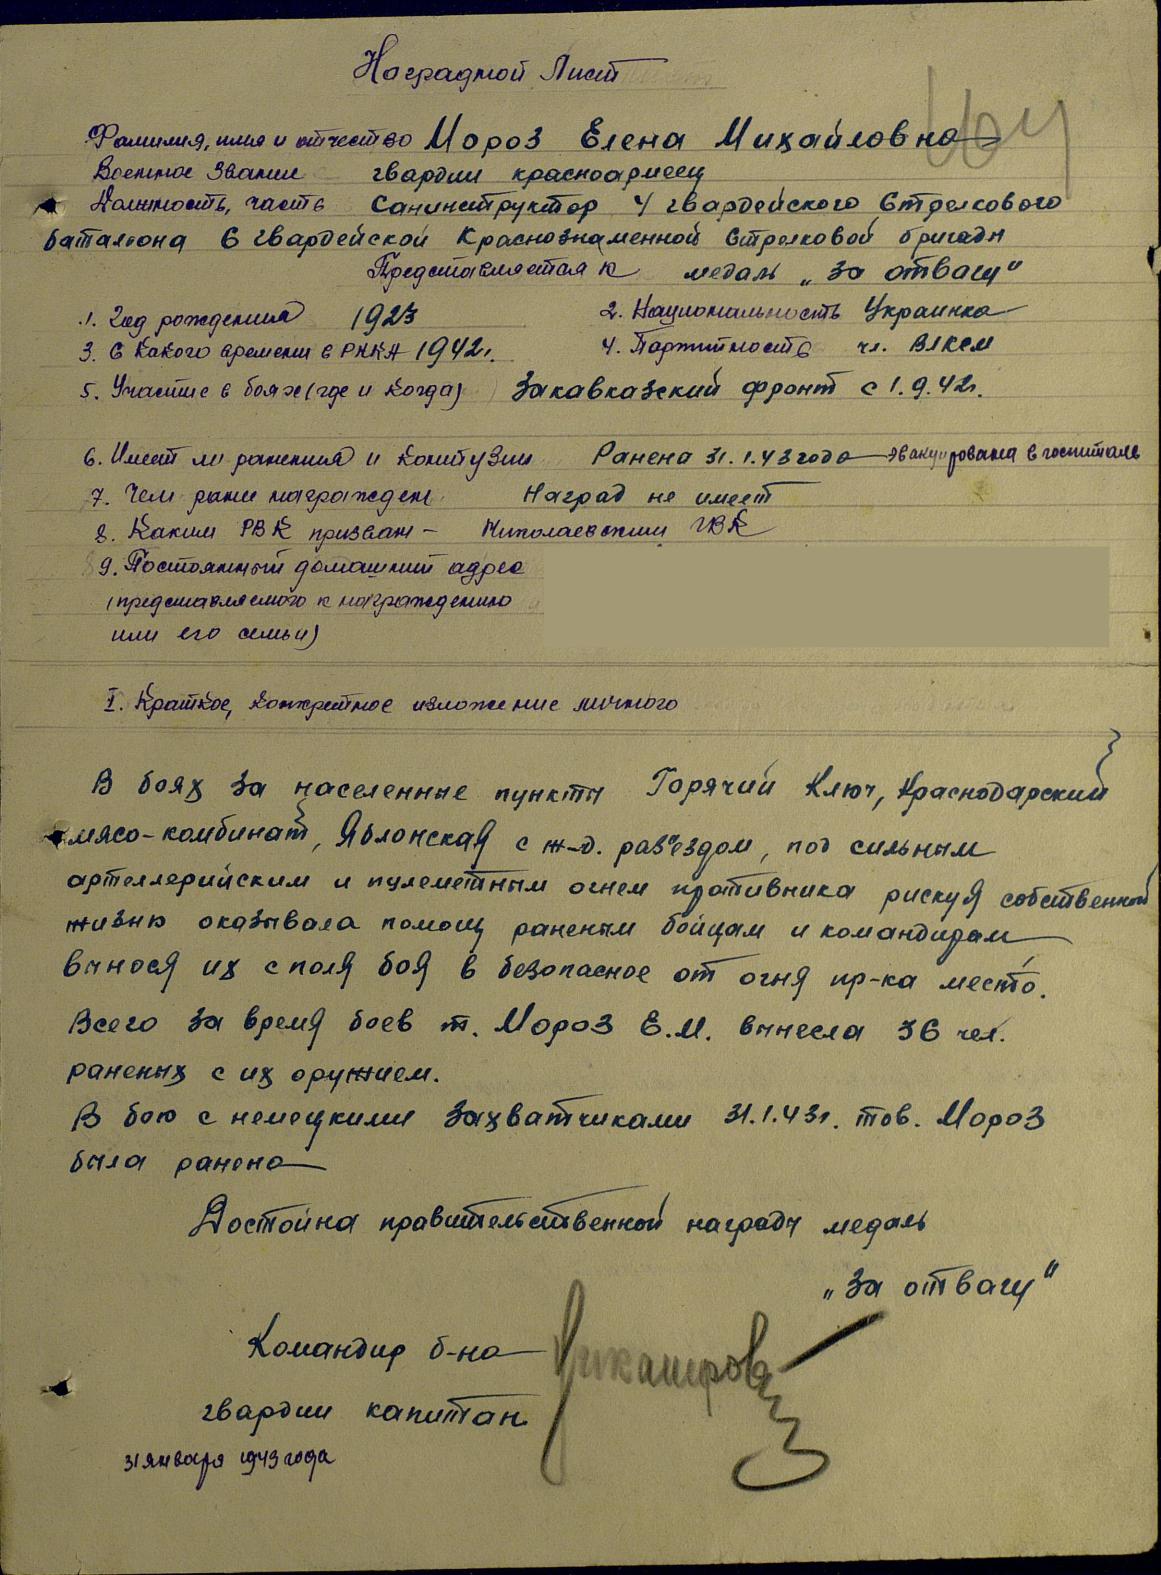 Наградной Лист
Фамилия, имя и отчество Мороз Елена Михайловна
Военное звание гвардии красноармеец
Должность, часть Санинструктор 4 гвардейского Стрелкового
батальона 6 гвардейской Краснознаменной Стрелковой бригады
Представляется к медаль „За отвагу“
1. Год рождения 1923 2. Национальность Украинка
3. С какого времени в РККА 1942г. 4. Партийность чл. ВЛКСМ
5. Участие в боях (где и когда) Закавказский фронт с 1.9.42г.
6. Имеет ли ранения и контузии Ранена 31.1.43 года эвакуирована в госпиталь
7. Чем ранее награжден Наград не имеет
8. Каким РВК призван – Николаевским ГВК
9. Постоянный домашний адрес
(представляемого к награждению
или его семьи)
I. Краткое, конкретное изложение личного
В боях за населенные пункты Горячий Ключ, Краснодарский
мясо-комбинат, Яблонская с ж-д. раз"ездом, под сильным
артеллерийским и пулеметным огнем противника рискуя собственной
жизнью оказывала помощ раненым бойцам и командирам
вынося их с поля боя в безопасное от огня пр-ка место.
Всего за время боев т. Мороз Е.М. вынесла 36 чел.
раненых с их оружием.
В бою с немецкими захватчиками 31.1.43г. тов. Мороз
была ранена
Достойна правительственной награды медаль
„За отвагу“
Командир б-на
гвардии капитан
31 января 1943 года